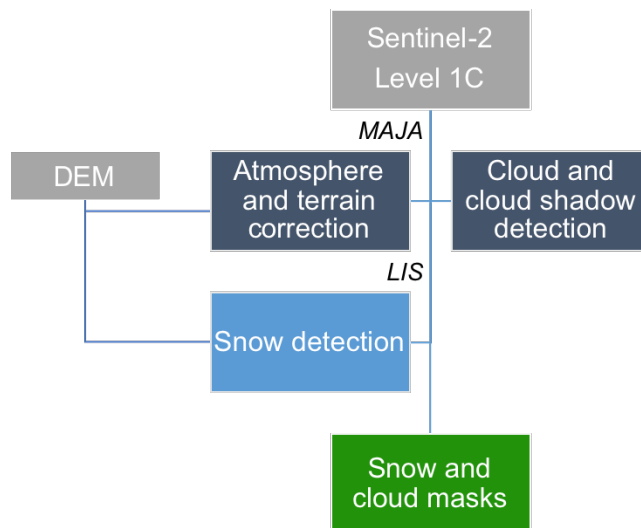 Sentinel-2
Level 1C
MAJA
DEM
Atmosphere
and terrain
correction
Cloud and
cloud shadow
detection
LIS
Snow detection
Snow and
cloud masks